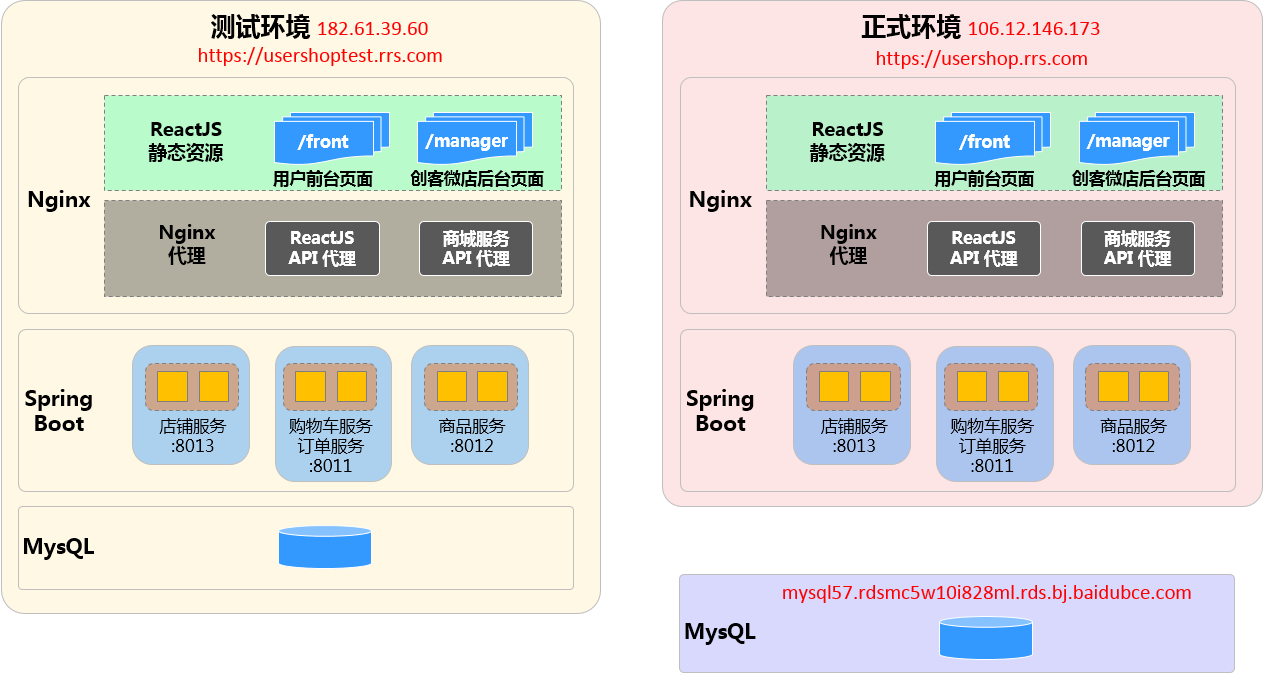 测试环境 182.61.39.60
https://usershoptest.rrs.com
Nginx
ReactJS
静态资源
/front
用户前台页面
/manager
创客微店后台页面
Nginx
代理
ReactJS
API 代理
商城服务
API 代理
Spring
Boot
店铺服务
:8013
购物车服务
订单服务
:8011
商品服务
:8012
MysQL
正式环境 106.12.146.173
https://usershop.rrs.com
Nginx
ReactJS
静态资源
/front
用户前台页面
/manager
创客微店后台页面
Nginx
代理
ReactJS
API 代理
商城服务
API 代理
Spring
Boot
店铺服务
:8013
购物车服务
订单服务
:8011
商品服务
:8012
mysql57.rdsmc5w10i828ml.rds.bj.baidubce.com
MysQL